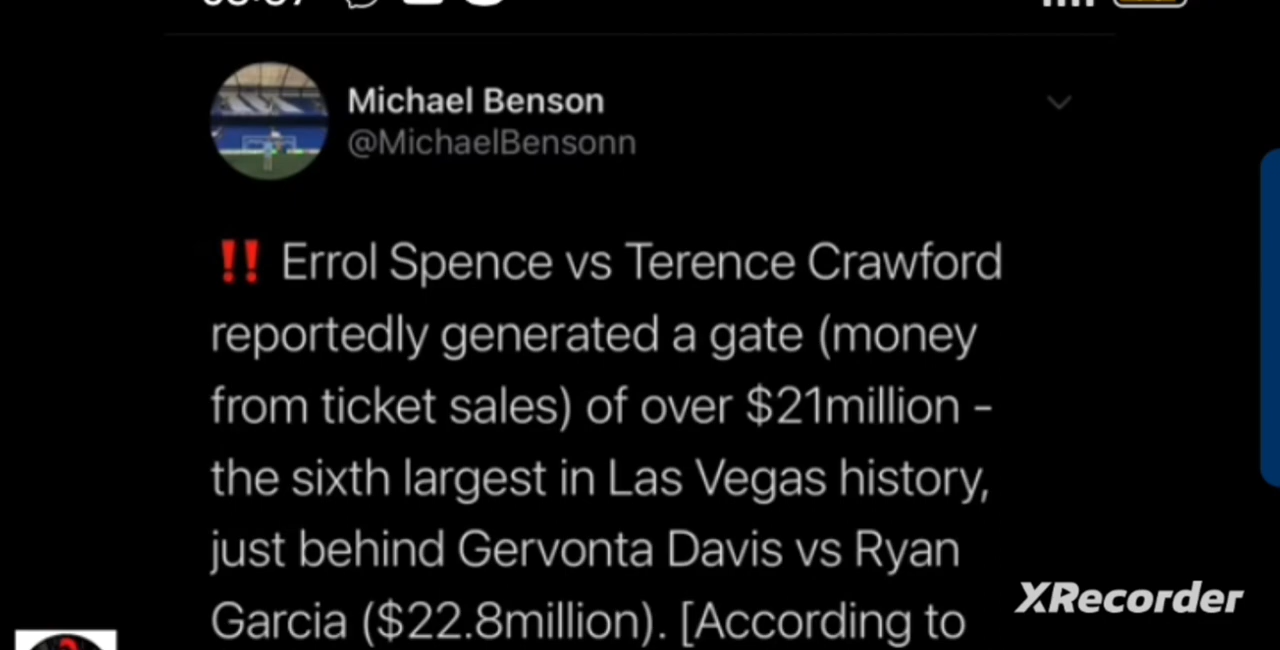 Michael Benson
@MichaelBensonn
‼️ Errol Spence vs Terence Crawford
reportedly generated a gate (money
from ticket sales) of over $21million -
the sixth largest in Las Vegas history,
just behind Gervonta Davis vs Ryan
Garcia ($22.8million). [According to
XRecorder